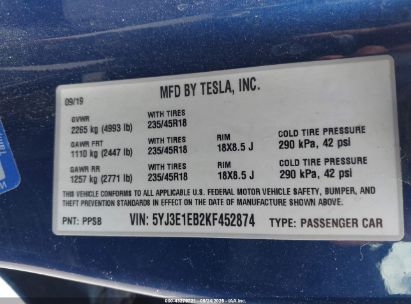 MFD BY TESLA, INC.
09/19
GVWR
2265 kg (4993 lb)
WITH TIRES
235/45R18
GAWR FRT
1110 kg (2447 lb)
WITH TIRES
235/45R18
RIM
18X8.5 J
COLD TIRE PRESSURE
290 kPa, 42 psi
GAWR RR
1257 kg (2771 lb)
WITH TIRES
235/45R18
RIM
18X8.5 J
COLD TIRE PRESSURE
290 kPa, 42 psi
THIS VEHICLE CONFORMS TO ALL APPLICABLE U.S. FEDERAL MOTOR VEHICLE SAFETY, BUMPER, AND
THEFT PREVENTION STANDARDS IN EFFECT ON THE DATE OF MANUFACTURE SHOWN ABOVE.
PNT: PPSB
VIN: 5YJ3E1EB2KF452874
TYPE: PASSENGER CAR